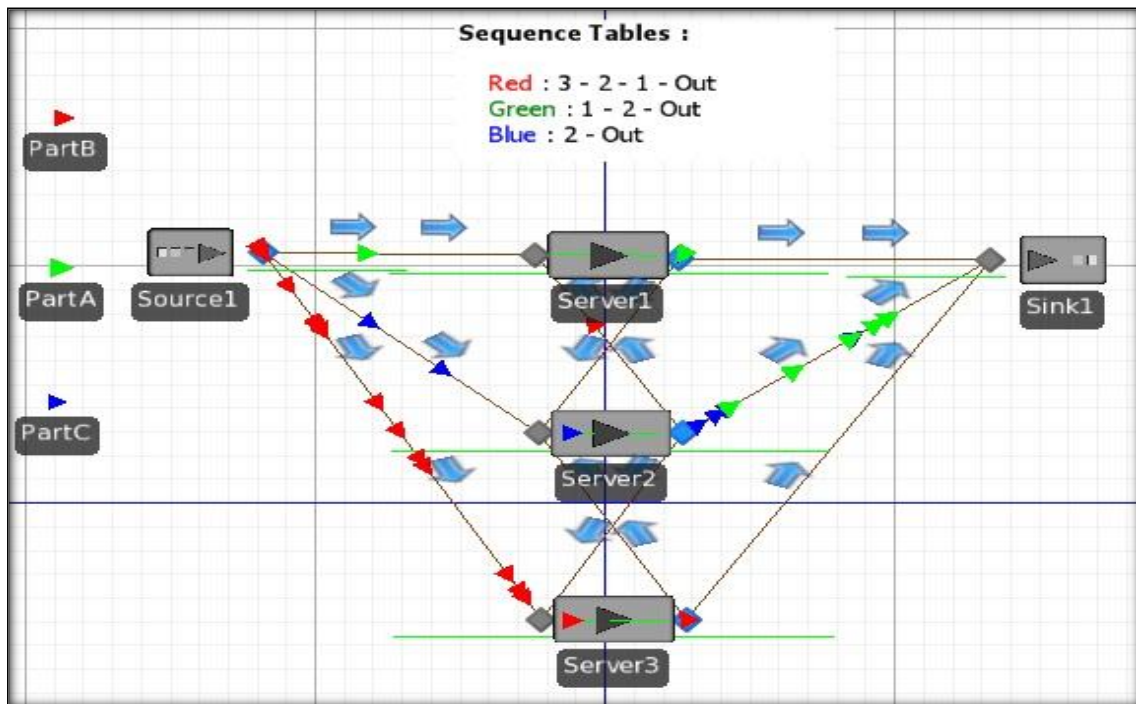 Sequence Tables :
Red : 3 - 2 - 1 - Out
Green : 1 - 2 - Out
Blue : 2 - Out
PartB
PartA
PartC
Source1
Server1
Sink1
Server2
Server3